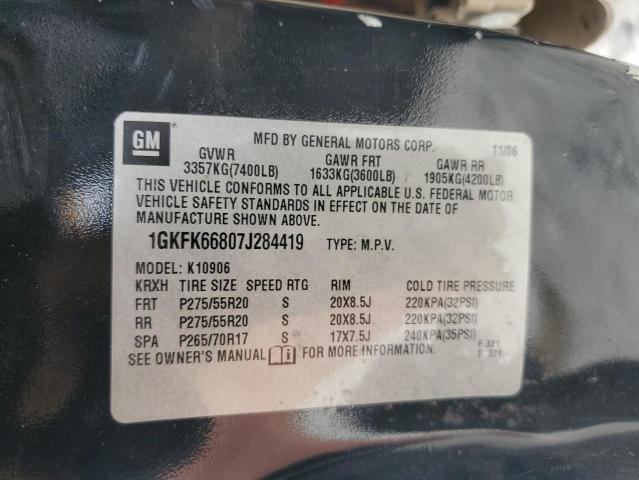 GM
MFD BY GENERAL MOTORS CORP. 11/06
GVWR GAWR FRT GAWR RR
3357KG(7400LB) 1633KG(3600LB) 1905KG(4200LB)
THIS VEHICLE CONFORMS TO ALL APPLICABLE U.S. FEDERAL MOTOR
VEHICLE SAFETY STANDARDS IN EFFECT ON THE DATE OF
MANUFACTURE SHOWN ABOVE.
1GKFK66807J284419 TYPE: M.P.V.
MODEL: K10906
KRXH TIRE SIZE SPEED RTG RIM COLD TIRE PRESSURE
FRT P275/55R20 S 20X8.5J 220KPA(32PSI)
RR P275/55R20 S 20X8.5J 220KPA(32PSI)
SPA P265/70R17 S 17X7.5J 240KPA(35PSI)
SEE OWNER'S MANUAL FOR MORE INFORMATION.
F 321
371